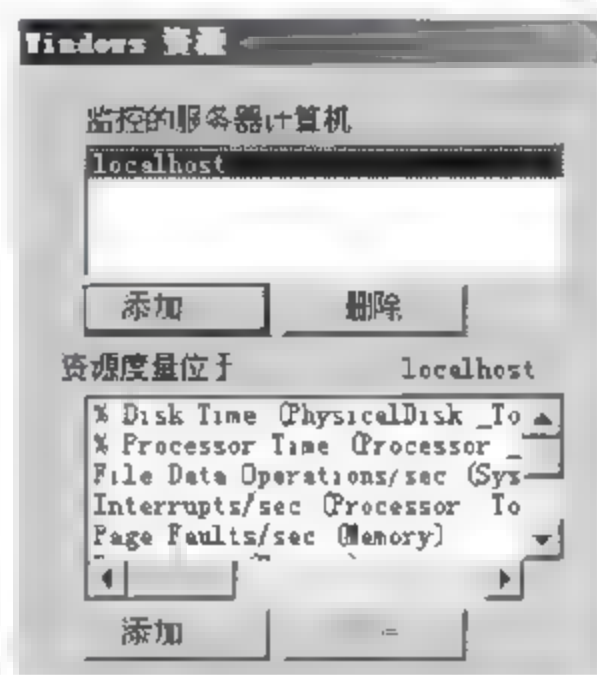 Windows 资源
监控的服务器计算机
localhost
添加 删除
资源度量位于 localhost
% Disk Time (PhysicalDisk _To
% Processor Time (Processor _
File Data Operations/sec (Sys
Interrupts/sec (Processor To
Page Faults/sec (Memory)
添加